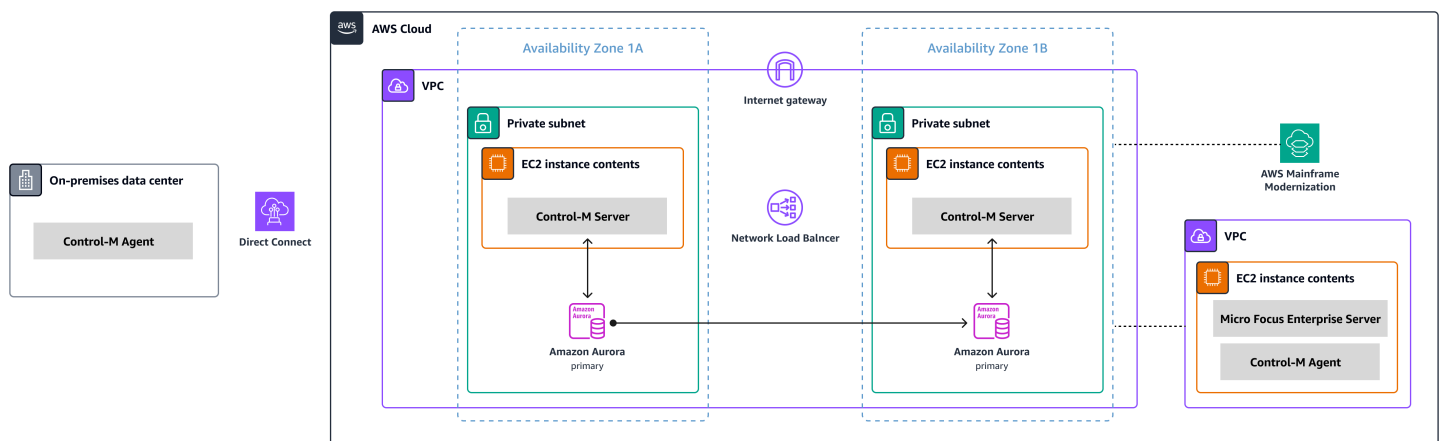 aws
AWS Cloud
Availability Zone 1A
Availability Zone 1B
VPC
Internet gateway
Private subnet
Private subnet
EC2 instance contents
EC2 instance contents
Control-M Server
Control-M Server
Network Load Balncer
On-premises data center
Control-M Agent
Direct Connect
Amazon
Aurora
Amazon Aurora
primary
Amazon
Aurora
Amazon Aurora
primary
AWS Mainframe
Modernization
VPC
EC2 instance contents
Micro Focus Enterprise Server
Control-M Agent